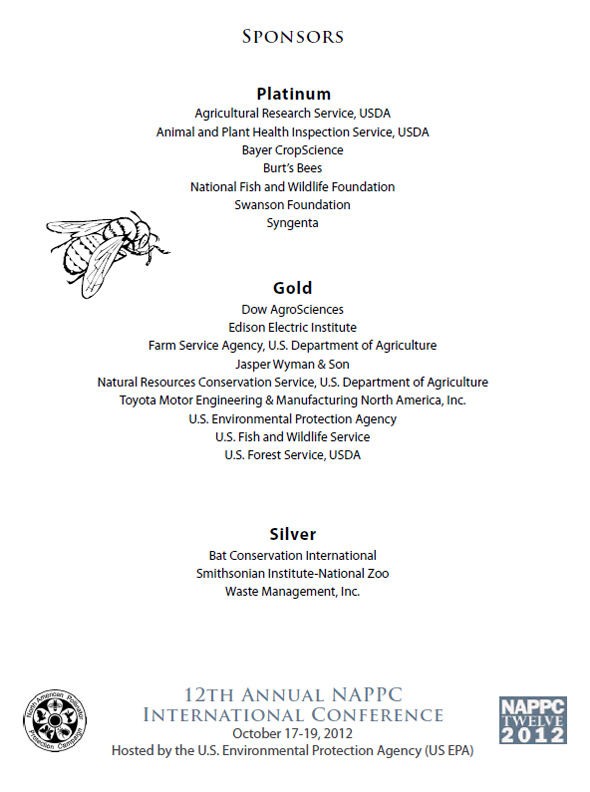 SPONSORS
Platinum
Agricultural Research Service, USDA
Animal and Plant Health Inspection Service, USDA
Bayer CropScience
Burt's Bees
National Fish and Wildlife Foundation
Swanson Foundation
Syngenta
Gold
Dow AgroSciences
Edison Electric Institute
Farm Service Agency, U.S. Department of Agriculture
Jasper Wyman & Son
Natural Resources Conservation Service, U.S. Department of Agriculture
Toyota Motor Engineering & Manufacturing North America, Inc.
U.S. Environmental Protection Agency
U.S. Fish and Wildlife Service
U.S. Forest Service, USDA
Silver
Bat Conservation International
Smithsonian Institute-National Zoo
Waste Management, Inc.
North American Pollinator
Protection Campaign
12TH ANNUAL NAPPC
INTERNATIONAL CONFERENCE
October 17-19, 2012
Hosted by the U.S. Environmental Protection Agency (US EPA)
NAPPC
TWELVE
2012